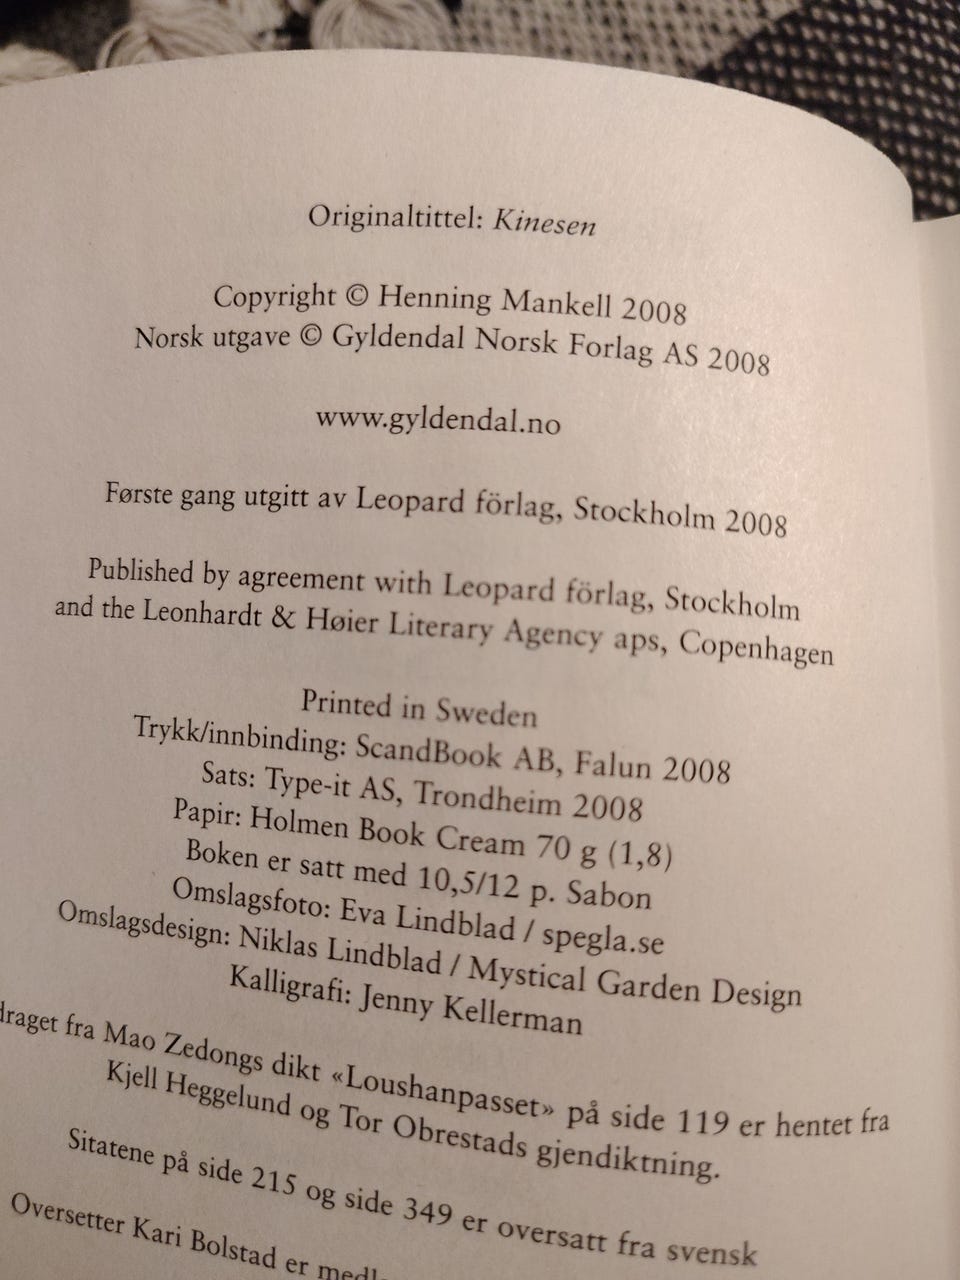 Originaltittel: Kinesen
Copyright © Henning Mankell 2008
Norsk utgave © Gyldendal Norsk Forlag AS 2008
www.gyldendal.no
Første gang utgitt av Leopard förlag, Stockholm 2008
Published by agreement with Leopard förlag, Stockholm
and the Leonhardt & Høier Literary Agency aps, Copenhagen
Printed in Sweden
Trykk/innbinding: ScandBook AB, Falun 2008
Sats: Type-it AS, Trondheim 2008
Papir: Holmen Book Cream 70 g (1,8)
Boken er satt med 10,5/12 p. Sabon
Omslagsfoto: Eva Lindblad / spegla.se
Omslagsdesign: Niklas Lindblad / Mystical Garden Design
Kalligrafi: Jenny Kellerman
fra Mao Zedongs dikt «Loushanpasset» på side 119 er hentet fra
Kjell Heggelund og Tor Obrestads gjendiktning.
Sitatene på side 215 og side 349 er oversatt fra svensk
Oversetter Kari Bolstad er